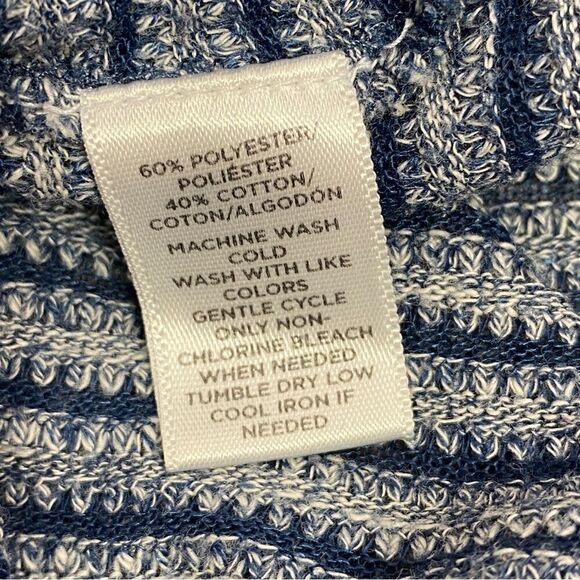 60% POLYESTER/
POLIÉSTER
40% COTTON/
COTON/ALGODÓN
MACHINE WASH
COLD
WASH WITH LIKE
COLORS
GENTLE CYCLE
ONLY NON-
CHLORINE BLEACH
WHEN NEEDED
TUMBLE DRY LOW
COOL IRON IF
NEEDED